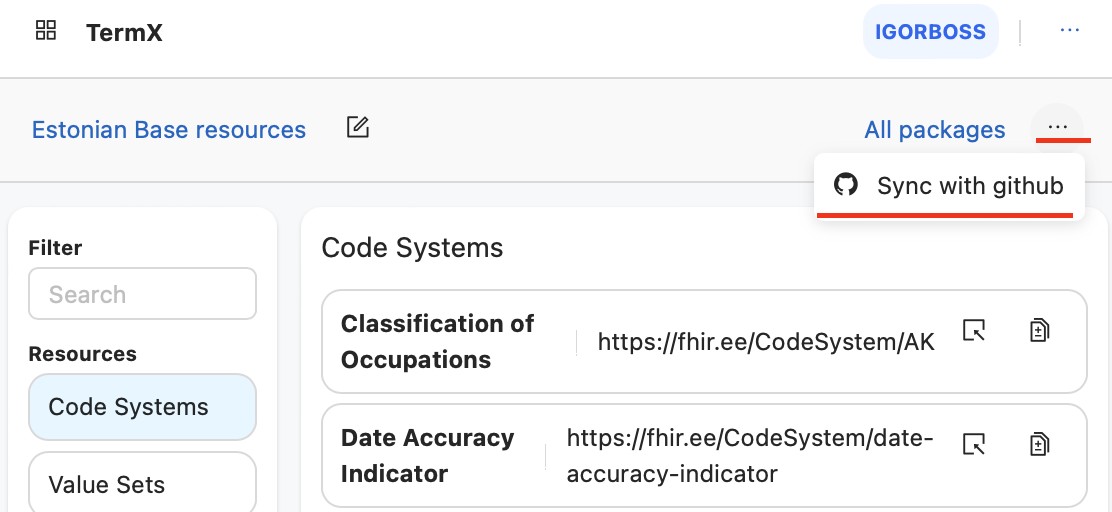 TermX
IGORBOSS
...
Estonian Base resources
All packages
...
Sync with github
Filter
Search
Resources
Code Systems
Value Sets
Code Systems
Classification of
Occupations
https://fhir.ee/CodeSystem/AK
Date Accuracy
Indicator
https://fhir.ee/CodeSystem/date-
accuracy-indicator